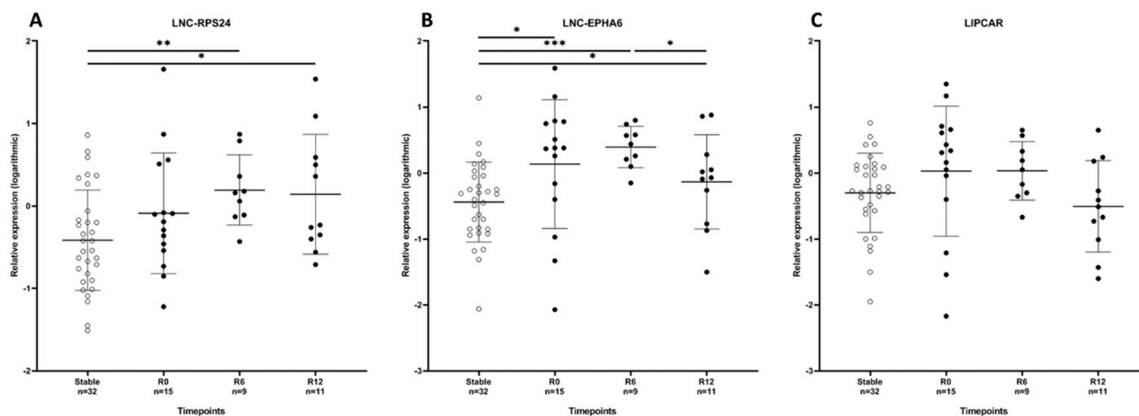 A
LNC-RPS24
Relative expression (logarithmic)
2
**
*
1
0
-1
-2
Stable R0 R6 R12
n=32 n=15 n=9 n=11
Timepoints
B
LNC-EPHA6
Relative expression (logarithmic)
2
*
*** *
*
1
0
-1
-2
-3
Stable R0 R6 R12
n=32 n=15 n=9 n=11
Timepoints
C
LIPCAR
Relative expression (logarithmic)
2
1
0
-1
-2
-3
Stable R0 R6 R12
n=32 n=15 n=9 n=11
Timepoints